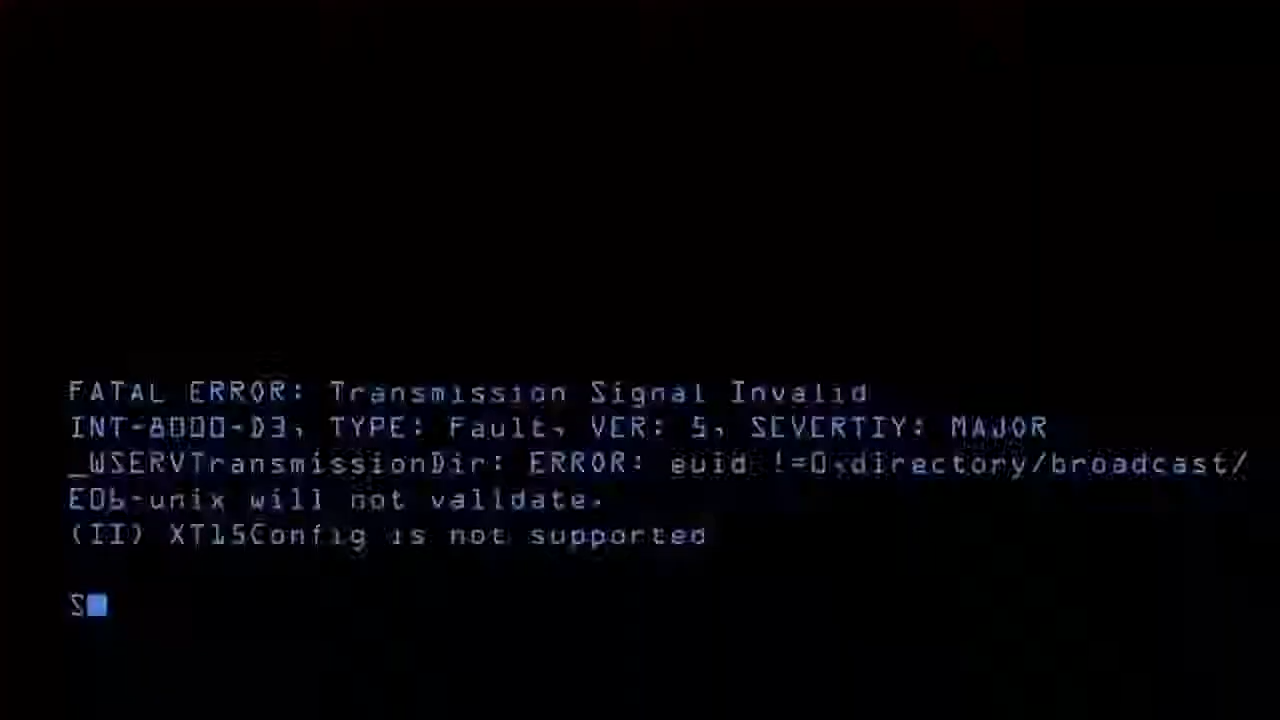 FATAL ERROR: Transmission Signal Invalid
INT-8000-D3, TYPE: Fault, VER: 5, SEVERTIY: MAJOR
_WSERVTransmissionDir: ERROR: euid !=0,directory/broadcast/
E06-unix will not validate.
(II) XT15Config is not supported
S